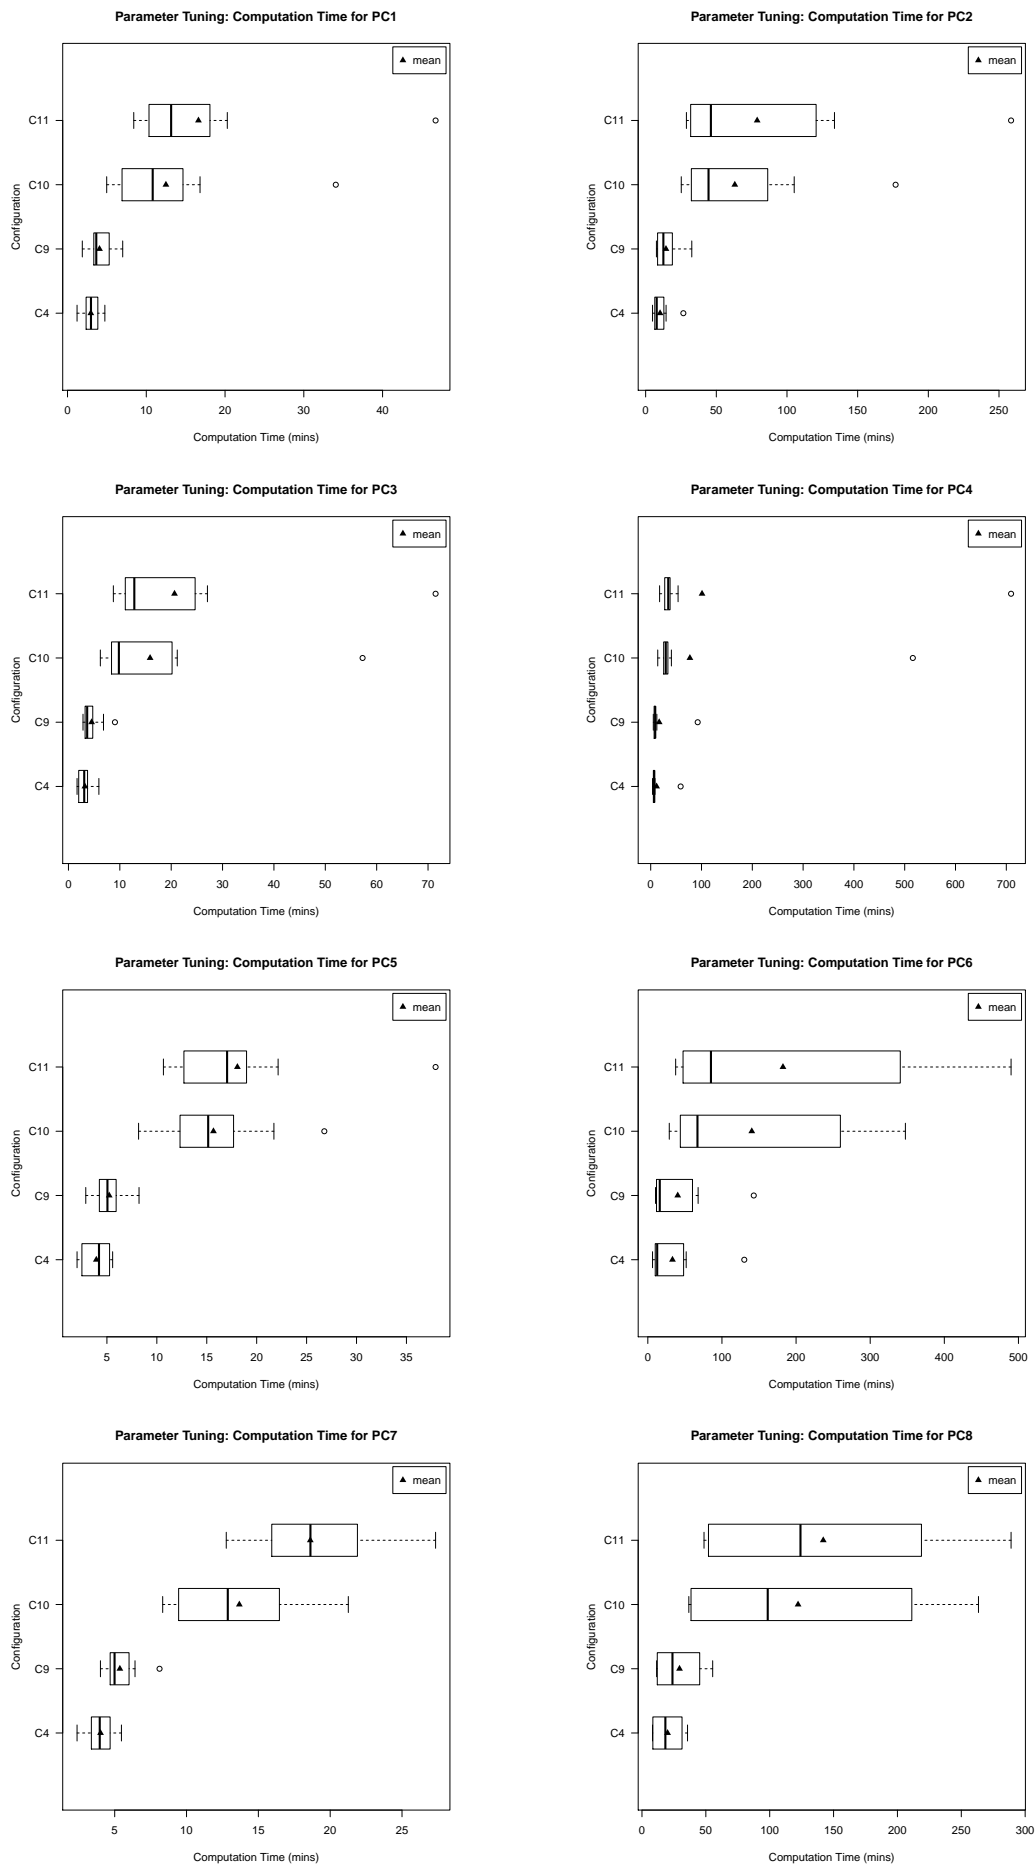 Parameter Tuning: Computation Time for PC1
mean
C11
C10
C9
C4
Configuration
0 10 20 30 40
Computation Time (mins)
Parameter Tuning: Computation Time for PC2
mean
C11
C10
C9
C4
Configuration
0 50 100 150 200 250
Computation Time (mins)
Parameter Tuning: Computation Time for PC3
mean
C11
C10
C9
C4
Configuration
0 10 20 30 40 50 60 70
Computation Time (mins)
Parameter Tuning: Computation Time for PC4
mean
C11
C10
C9
C4
Configuration
0 100 200 300 400 500 600 700
Computation Time (mins)
Parameter Tuning: Computation Time for PC5
mean
C11
C10
C9
C4
Configuration
5 10 15 20 25 30 35
Computation Time (mins)
Parameter Tuning: Computation Time for PC6
mean
C11
C10
C9
C4
Configuration
0 100 200 300 400 500
Computation Time (mins)
Parameter Tuning: Computation Time for PC7
mean
C11
C10
C9
C4
Configuration
5 10 15 20 25
Computation Time (mins)
Parameter Tuning: Computation Time for PC8
mean
C11
C10
C9
C4
Configuration
0 50 100 150 200 250 300
Computation Time (mins)